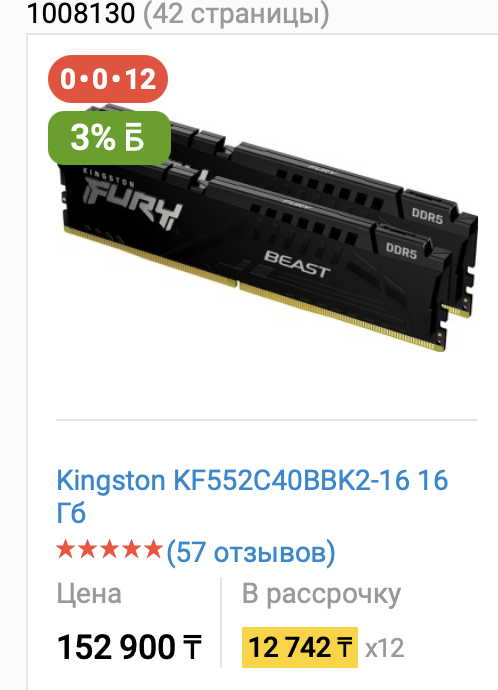 1008130 (42 страницы)
0·0·12
3% Б
KINGSTON
FURY
FURY
DDR5
DDR5
BEAST
Kingston KF552C40BBK2-16 16
Гб
(57 отзывов)
Цена
В рассрочку
152 900 ₸
12 742 ₸ x12